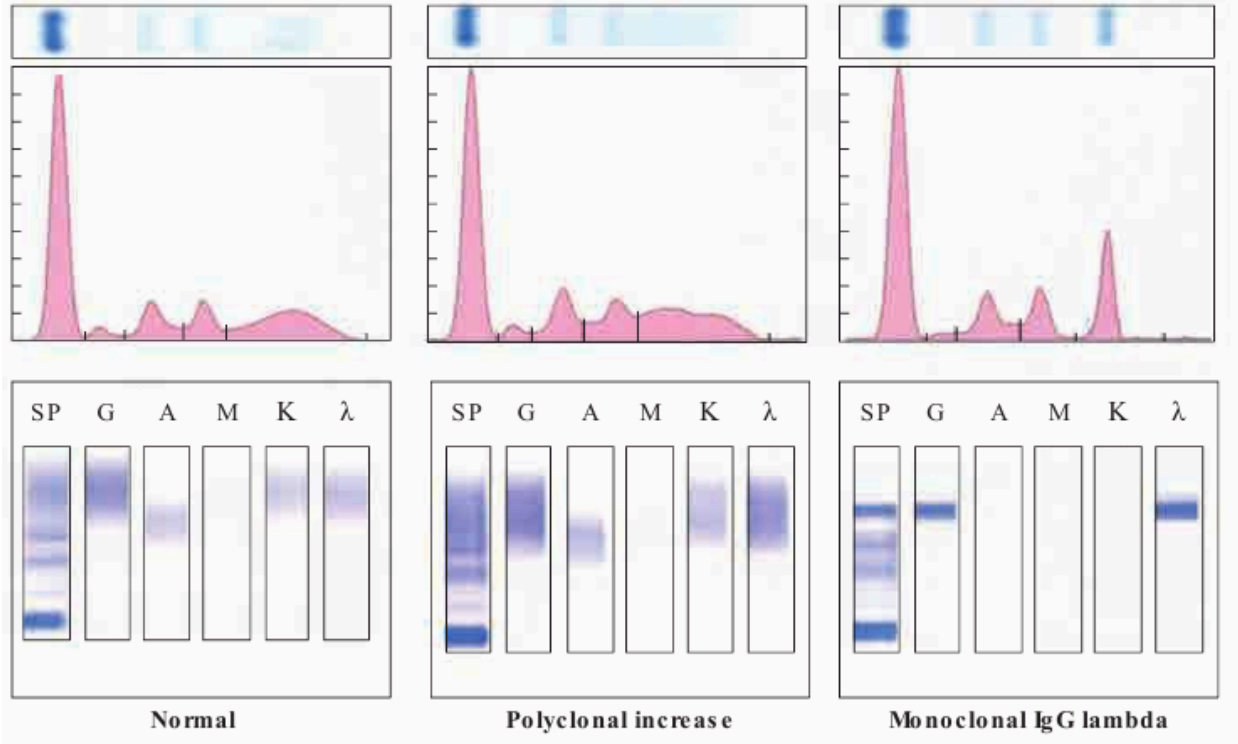 SP G A M K λ
SP G A M K λ
SP G A M K λ
Normal
Polyclonal increase
Monoclonal IgG lambda